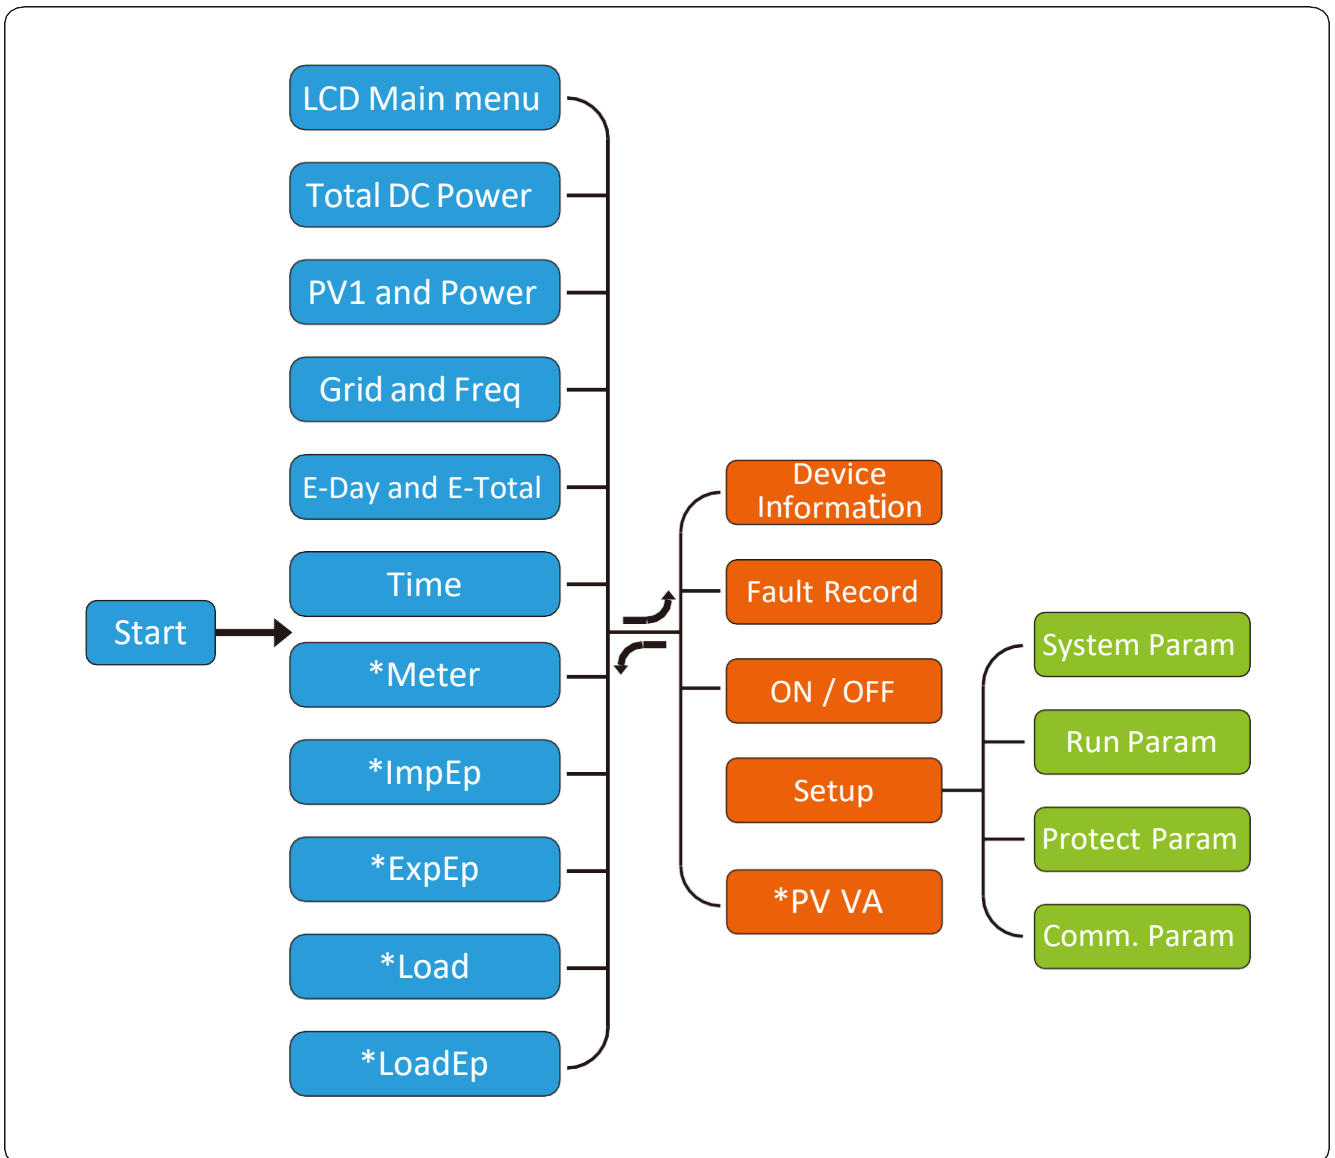 Start
LCD Main menu
Total DC Power
PV1 and Power
Grid and Freq
E-Day and E-Total
Time
*Meter
*ImpEp
*ExpEp
*Load
*LoadEp
Device
Information
Fault Record
ON / OFF
Setup
*PV VA
System Param
Run Param
Protect Param
Comm. Param